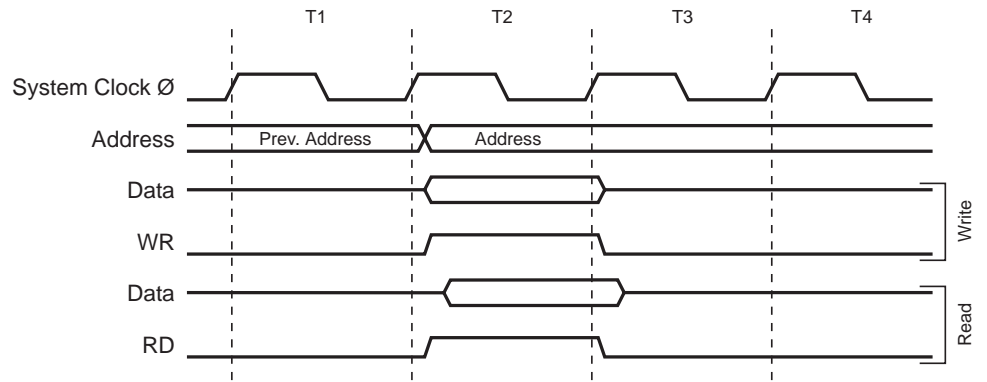 T1 T2 T3 T4
System Clock Ø
Address Prev. Address Address
Data
WR
Write
Data
RD
Read